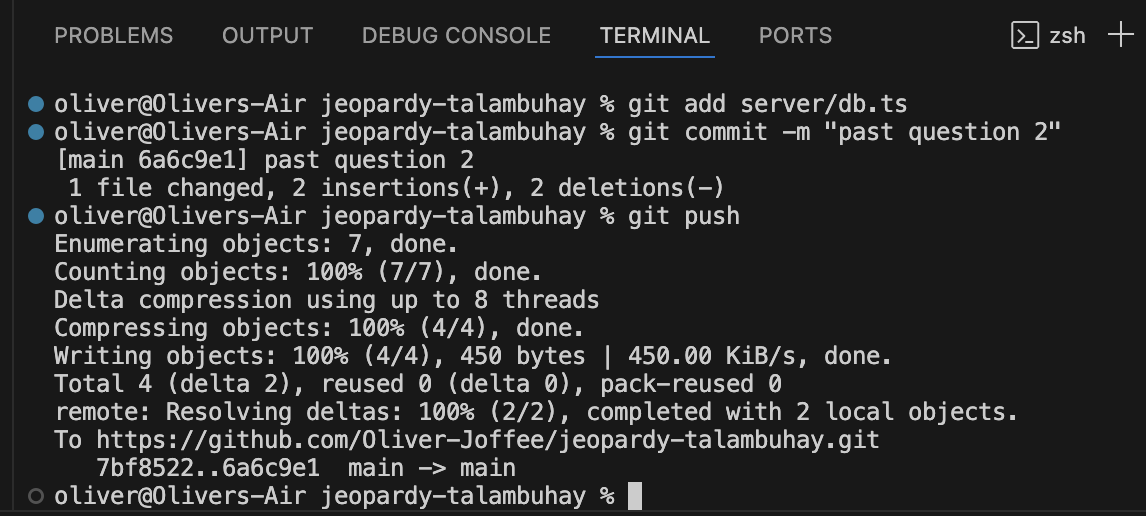 PROBLEMS OUTPUT DEBUG CONSOLE TERMINAL PORTS zsh
oliver@Olivers-Air jeopardy-talambuhay % git add server/db.ts
oliver@Olivers-Air jeopardy-talambuhay % git commit -m "past question 2"
[main 6a6c9e1] past question 2
 1 file changed, 2 insertions(+), 2 deletions(-)
oliver@Olivers-Air jeopardy-talambuhay % git push
Enumerating objects: 7, done.
Counting objects: 100% (7/7), done.
Delta compression using up to 8 threads
Compressing objects: 100% (4/4), done.
Writing objects: 100% (4/4), 450 bytes | 450.00 KiB/s, done.
Total 4 (delta 2), reused 0 (delta 0), pack-reused 0
remote: Resolving deltas: 100% (2/2), completed with 2 local objects.
To https://github.com/Oliver-Joffee/jeopardy-talambuhay.git
   7bf8522..6a6c9e1  main -> main
oliver@Olivers-Air jeopardy-talambuhay %